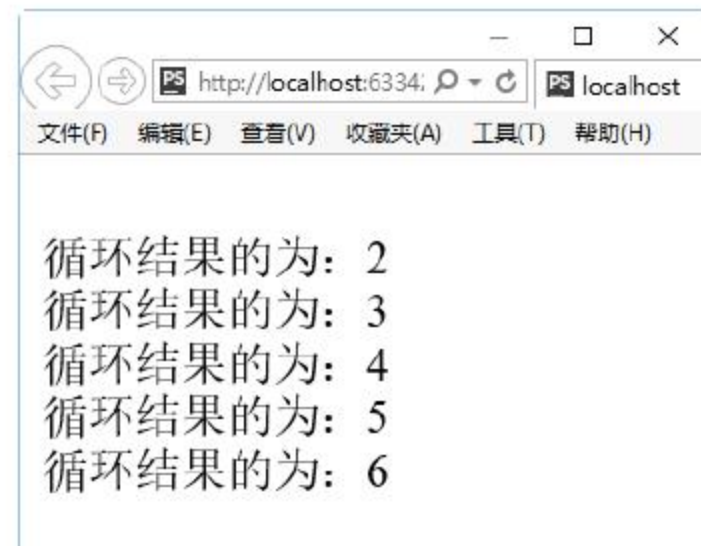 http://localhost:6334
localhost
文件(F) 编辑(E) 查看(V) 收藏夹(A) 工具(T) 帮助(H)
循环结果的为：2
循环结果的为：3
循环结果的为：4
循环结果的为：5
循环结果的为：6